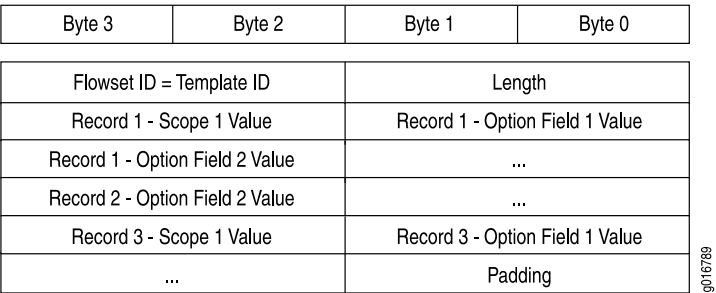 Byte 3 Byte 2 Byte 1 Byte 0
Flowset ID = Template ID Length
Record 1 - Scope 1 Value Record 1 - Option Field 1 Value
Record 1 - Option Field 2 Value ...
Record 2 - Option Field 2 Value ...
Record 3 - Scope 1 Value Record 3 - Option Field 1 Value
... Padding
g016789